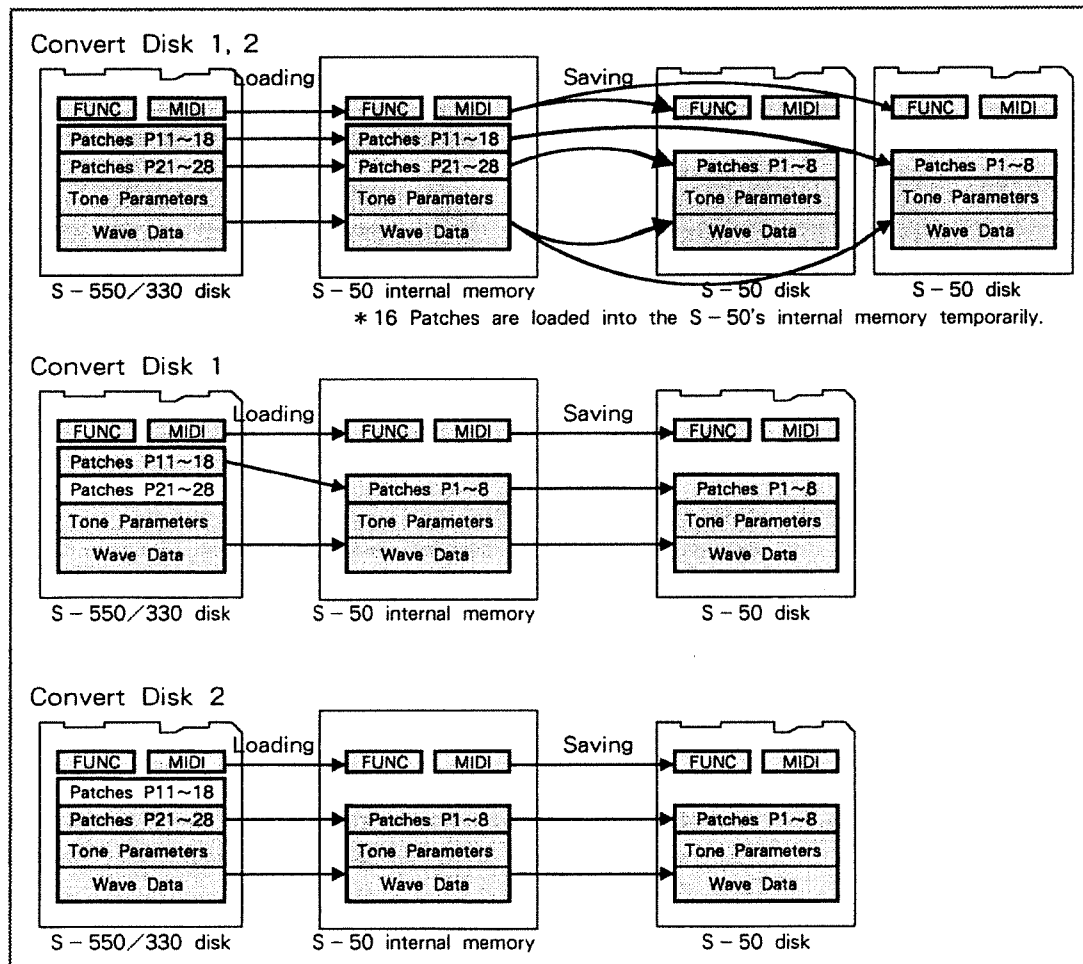 Convert Disk 1, 2
Loading Saving
FUNC MIDI FUNC MIDI FUNC MIDI FUNC MIDI
Patches P11~18 Patches P11~18
Patches P21~28 Patches P21~28 Patches P1~8 Patches P1~8
Tone Parameters Tone Parameters Tone Parameters Tone Parameters
Wave Data Wave Data Wave Data Wave Data
S-550/330 disk S-50 internal memory S-50 disk S-50 disk
* 16 Patches are loaded into the S-50's internal memory temporarily.
Convert Disk 1
Loading Saving
FUNC MIDI FUNC MIDI FUNC MIDI
Patches P11~18
Patches P21~28 Patches P1~8 Patches P1~8
Tone Parameters Tone Parameters Tone Parameters
Wave Data Wave Data Wave Data
S-550/330 disk S-50 internal memory S-50 disk
Convert Disk 2
Loading Saving
FUNC MIDI FUNC MIDI FUNC MIDI
Patches P11~18
Patches P21~28 Patches P1~8 Patches P1~8
Tone Parameters Tone Parameters Tone Parameters
Wave Data Wave Data Wave Data
S-550/330 disk S-50 internal memory S-50 disk